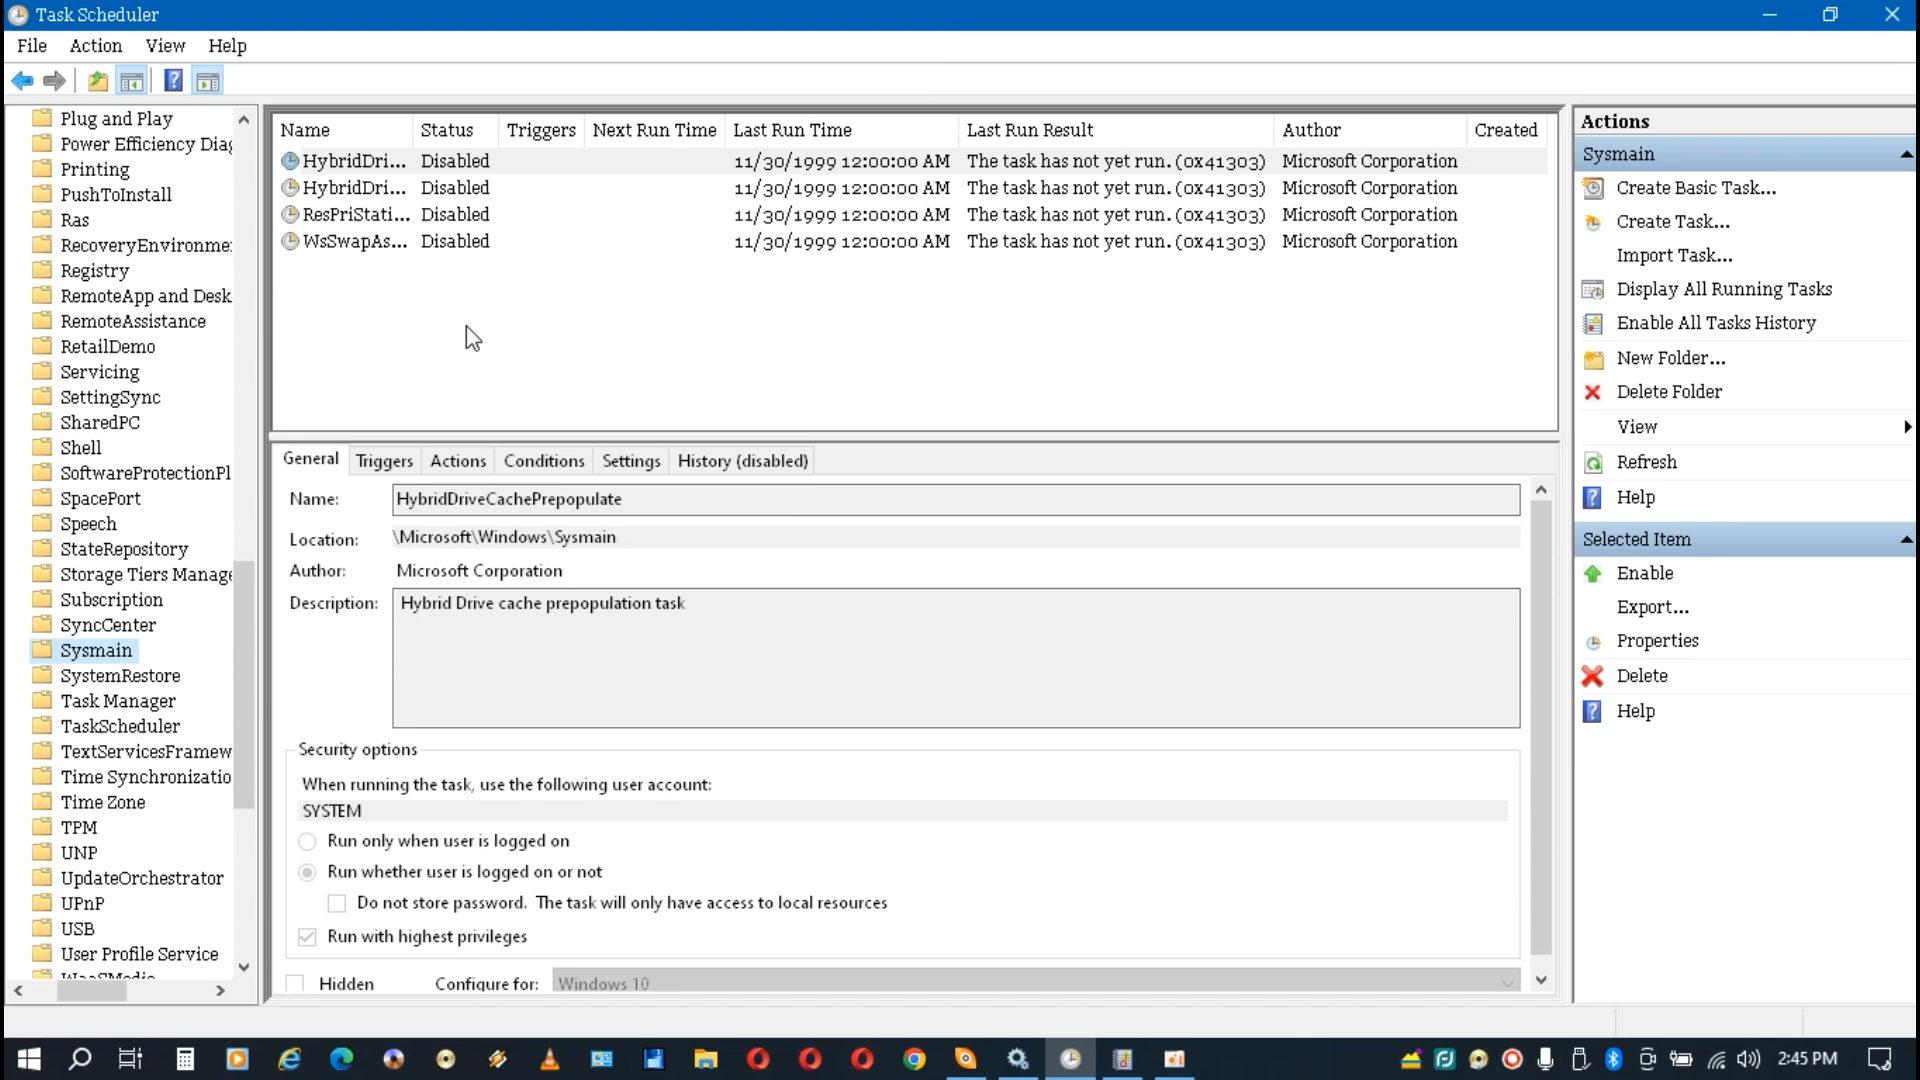 Task Scheduler
File Action View Help
Plug and Play
Power Efficiency Diag
Printing
PushToInstall
Ras
RecoveryEnvironme
Registry
RemoteApp and Desk
RemoteAssistance
RetailDemo
Servicing
SettingSync
SharedPC
Shell
SoftwareProtectionPl
SpacePort
Speech
StateRepository
Storage Tiers Manage
Subscription
SyncCenter
Sysmain
SystemRestore
Task Manager
TaskScheduler
TextServicesFramew
Time Synchronizatio
Time Zone
TPM
UNP
UpdateOrchestrator
UPnP
USB
User Profile Service
Name Status Triggers Next Run Time Last Run Time Last Run Result Author Created
HybridDri... Disabled 11/30/1999 12:00:00 AM The task has not yet run. (0x41303) Microsoft Corporation
HybridDri... Disabled 11/30/1999 12:00:00 AM The task has not yet run. (0x41303) Microsoft Corporation
ResPriStati... Disabled 11/30/1999 12:00:00 AM The task has not yet run. (0x41303) Microsoft Corporation
WsSwapAs... Disabled 11/30/1999 12:00:00 AM The task has not yet run. (0x41303) Microsoft Corporation
General Triggers Actions Conditions Settings History (disabled)
Name: HybridDriveCachePrepopulate
Location: \Microsoft\Windows\Sysmain
Author: Microsoft Corporation
Description: Hybrid Drive cache prepopulation task
Security options
When running the task, use the following user account:
SYSTEM
Run only when user is logged on
Run whether user is logged on or not
Do not store password. The task will only have access to local resources
Run with highest privileges
Hidden Configure for: Windows 10
Actions
Sysmain
Create Basic Task...
Create Task...
Import Task...
Display All Running Tasks
Enable All Tasks History
New Folder...
Delete Folder
View
Refresh
Help
Selected Item
Enable
Export...
Properties
Delete
Help
2:45 PM